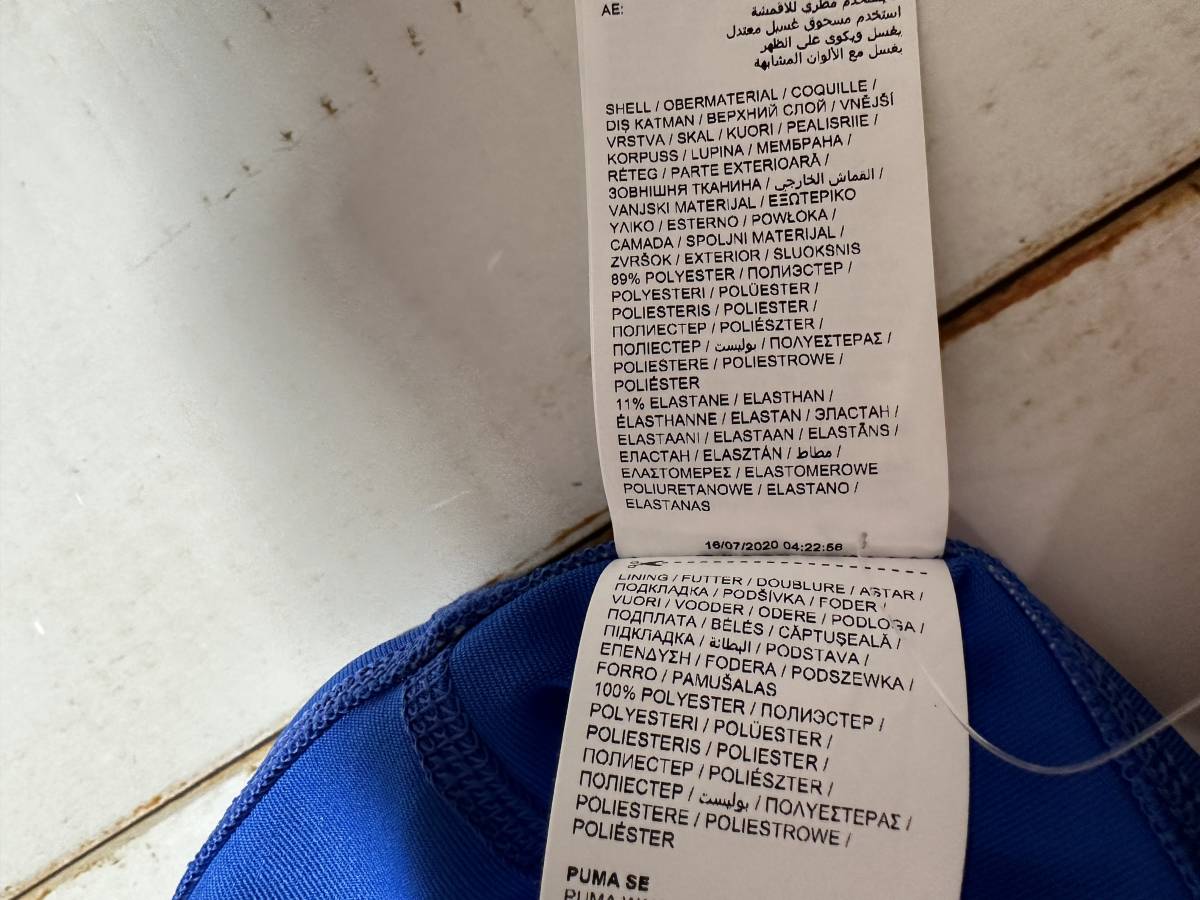 AE:
يستخدم مطري للأقمشة
استخدم مسحوق غسيل معتدل
يغسل ويكوى على الظهر
يغسل مع الألوان المشابهة
SHELL / OBERMATERIAL / COQUILLE /
DIŞ KATMAN / ВЕРХНИЙ СЛОЙ / VNĚJŠÍ
VRSTVA / SKAL / KUORI / PEALISRIIE /
KORPUSS / LUPINA / МЕМБРАНА /
RÉTEG / PARTE EXTERIOARĂ /
ЗОВНІШНЯ ТКАНИНА / القماش الخارجي /
VANJSKI MATERIJAL / ΕΞΩΤΕΡΙΚΟ
ΥΛΙΚΟ / ESTERNO / POWŁOKA /
CAMADA / SPOLJNI MATERIJAL /
ZVRŠOK / EXTERIOR / SLUOKSNIS
89% POLYESTER / ПОЛИЭСТЕР /
POLYESTERI / POLÜESTER /
POLIESTERIS / POLIESTER /
ПОЛИЕСТЕР / POLIÉSZTER /
ПОЛІЕСТЕР / بوليست / ΠΟΛΥΕΣΤΕΡΑΣ /
POLIESTERE / POLIESTROWE /
POLIÉSTER
11% ELASTANE / ELASTHAN /
ÉLASTHANNE / ELASTAN / ЭЛАСТАН /
ELASTAANI / ELASTAAN / ELASTĀNS /
ЕЛАСТАН / ELASZTÁN / مطاط /
ΕΛΑΣΤΟΜΕΡΕΣ / ELASTOMEROWE
POLIURETANOWE / ELASTANO /
ELASTANAS
16/07/2020 04:22:56
LINING / FUTTER / DOUBLURE / ASTAR /
ПОДКЛАДКА / PODŠÍVKA / FODER /
VUORI / VOODER / ODERE / PODLOGA /
ПОДПЛАТА / BÉLÉS / CĂPTUȘEALĂ /
ПІДКЛАДКА / البطانة / PODSTAVA /
ΕΠΕΝΔΥΣΗ / FODERA / PODSZEWKA /
FORRO / PAMUŠALAS
100% POLYESTER / ПОЛИЭСТЕР /
POLYESTERI / POLÜESTER /
POLIESTERIS / POLIESTER /
ПОЛИЕСТЕР / POLIÉSZTER /
ПОЛІЕСТЕР / بوليست / ΠΟΛΥΕΣΤΕΡΑΣ /
POLIESTERE / POLIESTROWE /
POLIÉSTER
PUMA SE